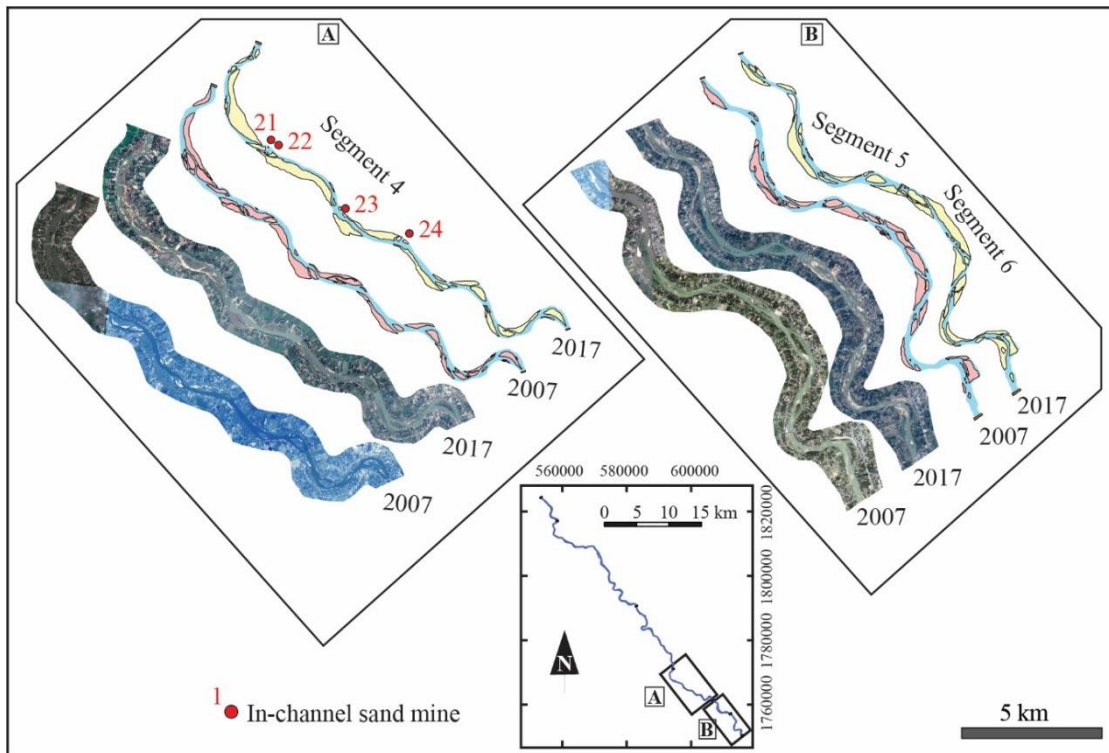 A
21
22
Segment 4
23
24
2017
2007
2017
2007
B
Segment 5
Segment 6
2017
2007
2017
2007
560000 580000 600000
0 5 10 15 km
1820000
1800000
1780000
1760000
N
A
B
1
In-channel sand mine
5 km